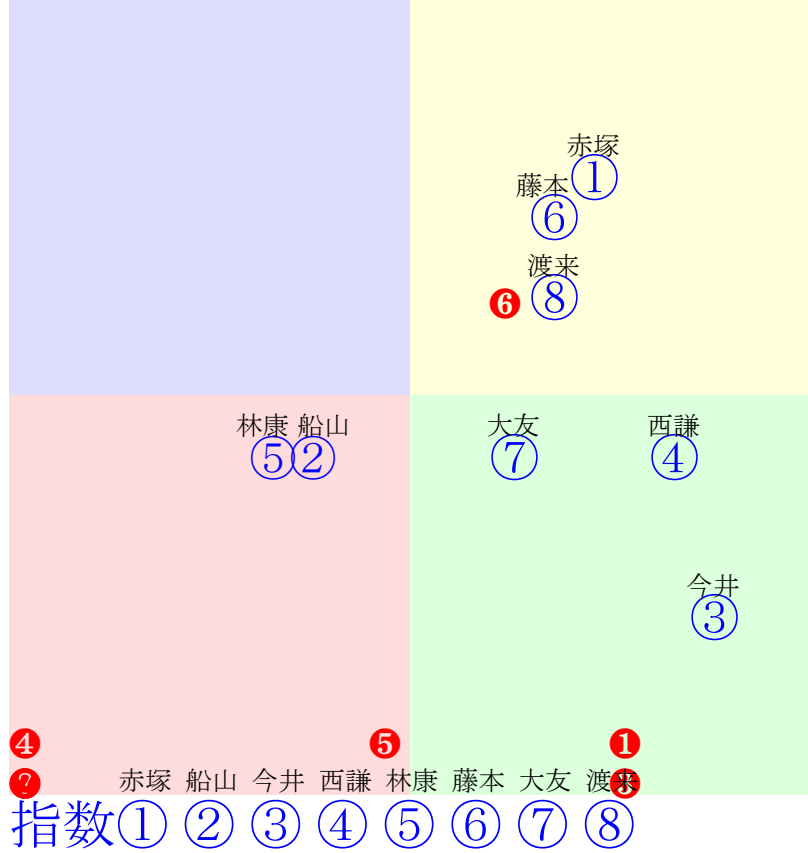 赤塚
①
藤本
⑥
渡来
❻ ⑧
林康 船山 大友 西謙
⑤② ⑦ ④
今井
③
❹ ❺ ❶
赤塚 船山 今井 西謙 林康 藤本 大友 渡来
指数① ② ③ ④ ⑤ ⑥ ⑦ ⑧